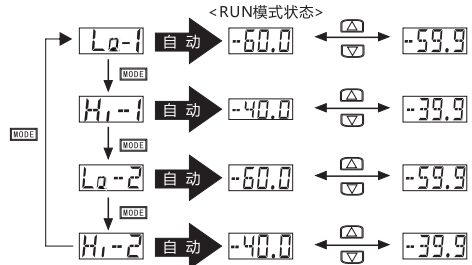 <RUN模式状态>
Lo-1 自动 -60.0 △ ▽ -59.9
MODE
Hi-1 自动 -40.0 △ ▽ -39.9
MODE
MODE
Lo-2 自动 -60.0 △ ▽ -59.9
MODE
Hi-2 自动 -40.0 △ ▽ -39.9